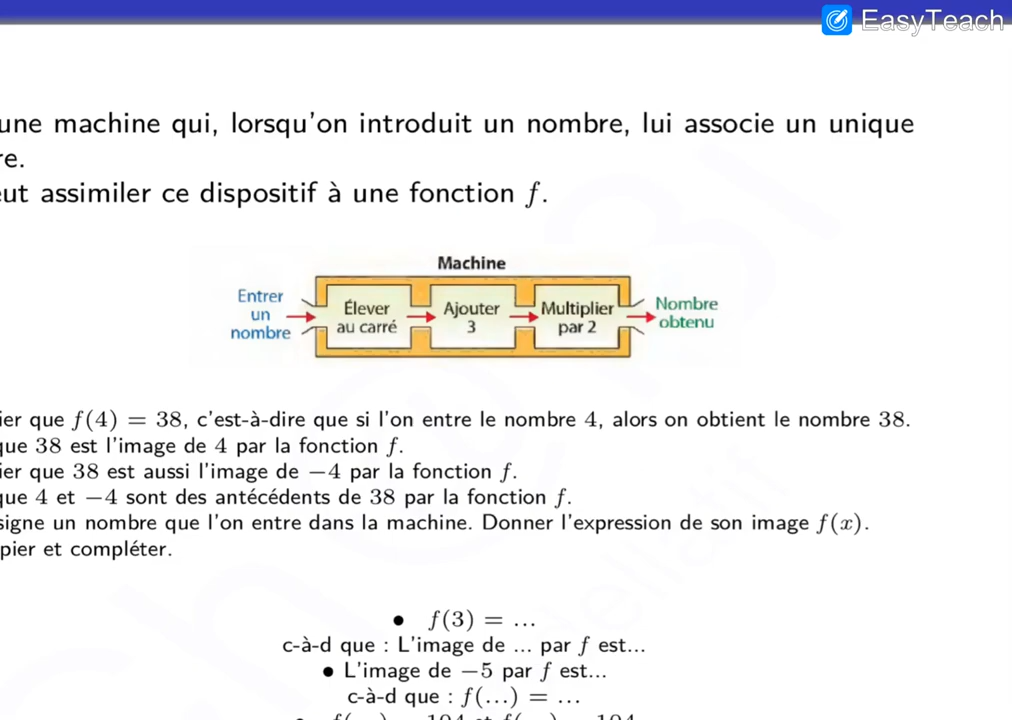 EasyTeach
une machine qui, lorsqu'on introduit un nombre, lui associe un unique
re.
eut assimiler ce dispositif à une fonction f.
Machine
Entrer
un
nombre
Élever
au carré
Ajouter
3
Multiplier
par 2
Nombre
obtenu
ier que f(4) = 38, c'est-à-dire que si l'on entre le nombre 4, alors on obtient le nombre 38.
que 38 est l'image de 4 par la fonction f.
ier que 38 est aussi l'image de −4 par la fonction f.
que 4 et −4 sont des antécédents de 38 par la fonction f.
signe un nombre que l'on entre dans la machine. Donner l'expression de son image f(x).
pier et compléter.
• f(3) = ...
c-à-d que : L'image de ... par f est...
• L'image de −5 par f est...
c-à-d que : f(...) = ...